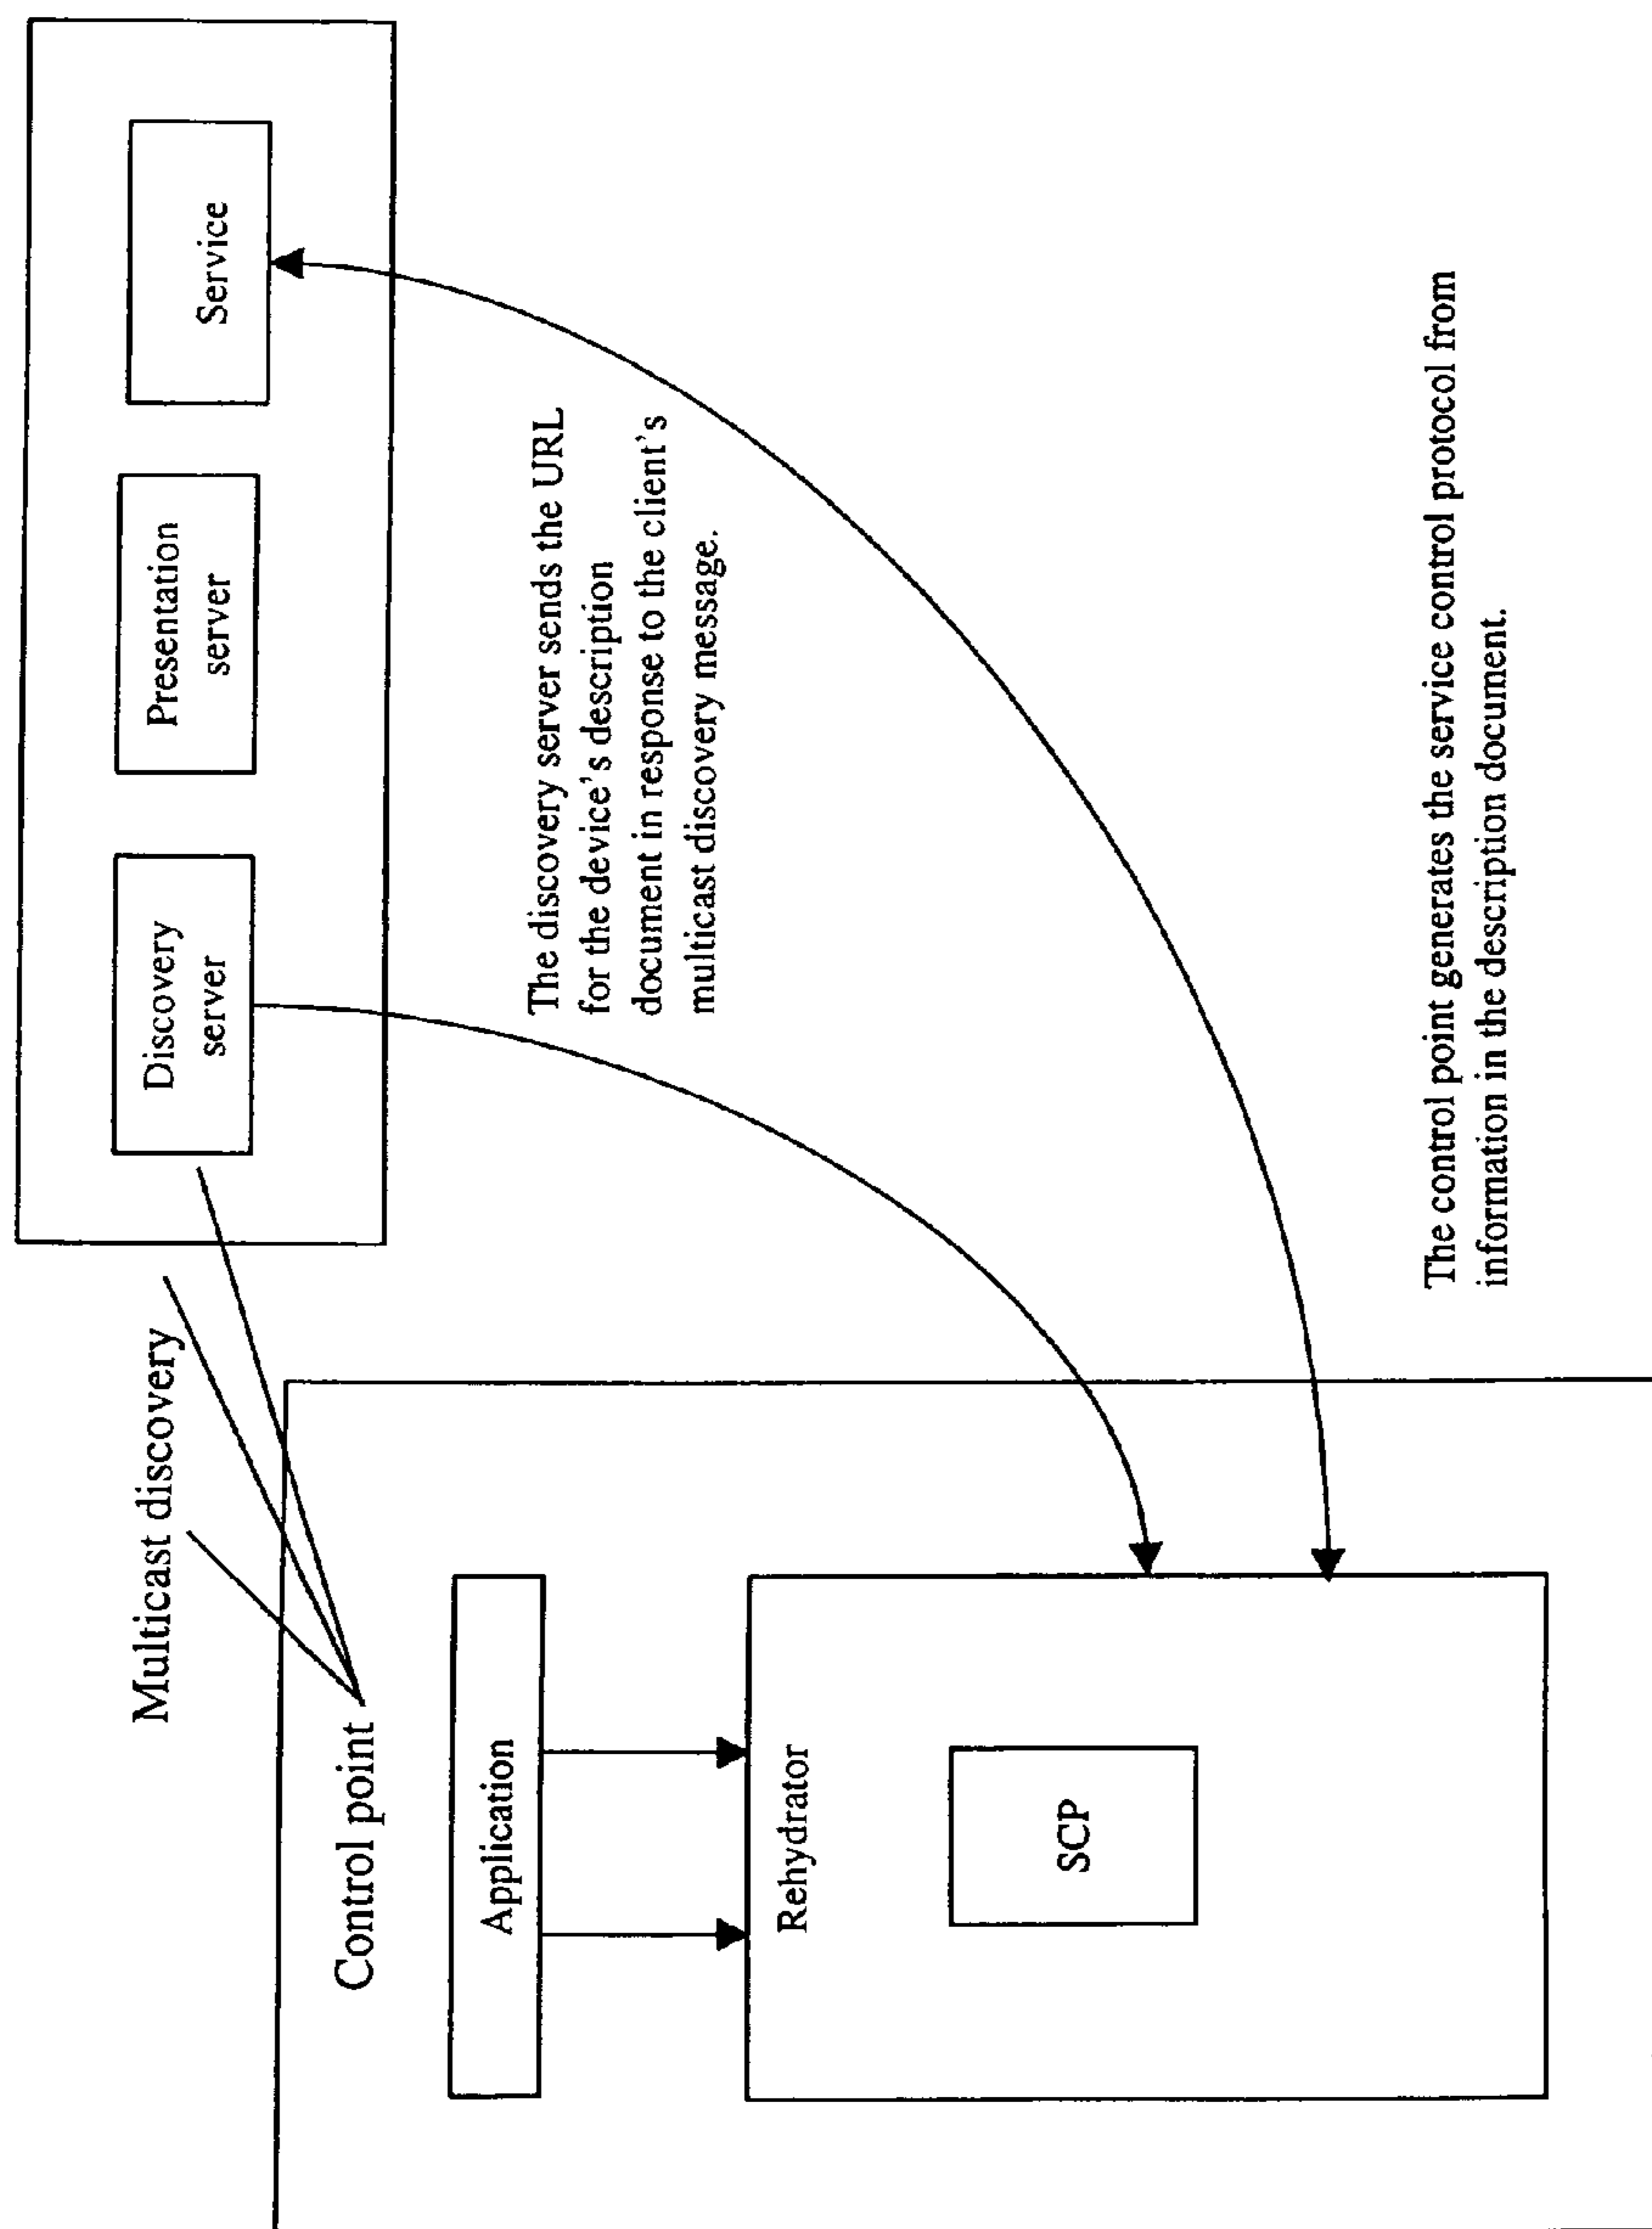 Multicast discovery
Control point
Application
Rehydrator
SCP
Discovery
server
Presentation
server
Service
The discovery server sends the URL
for the device's description
document in response to the client's
multicast discovery message.
The control point generates the service control protocol from
information in the description document.